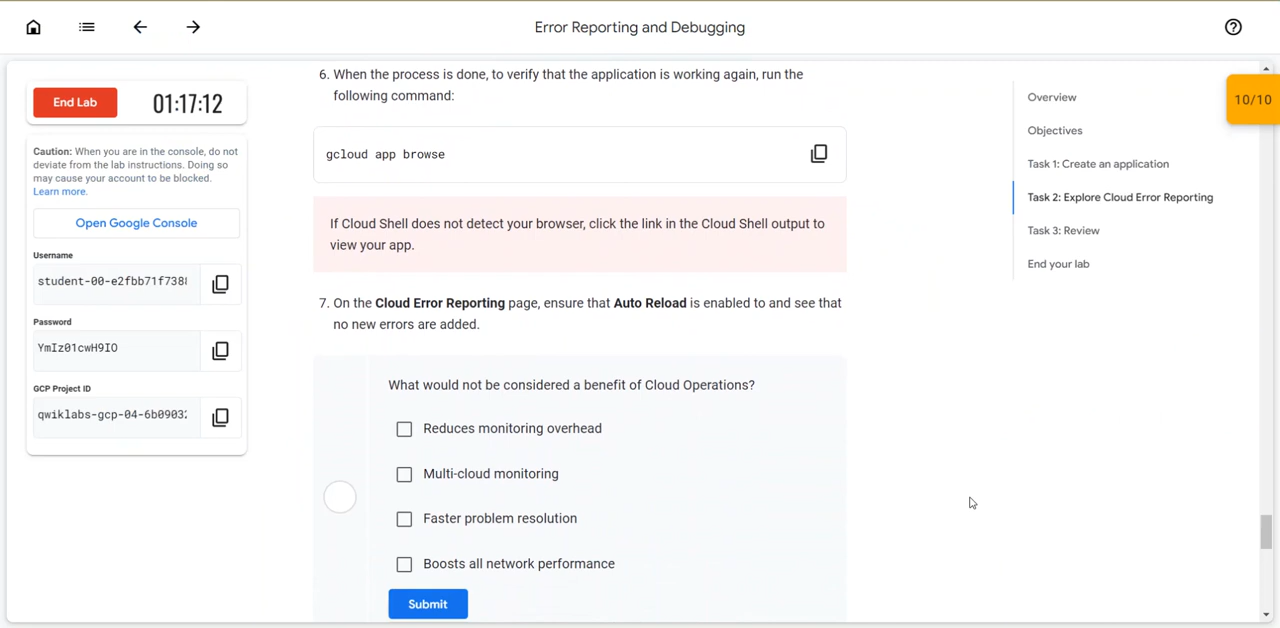 Error Reporting and Debugging
End Lab
01:17:12
Caution: When you are in the console, do not
deviate from the lab instructions. Doing so
may cause your account to be blocked.
Learn more.
Open Google Console
Username
student-00-e2fbb71f738
Password
YmIz01cwH9IO
GCP Project ID
qwiklabs-gcp-04-6b0903
6. When the process is done, to verify that the application is working again, run the
following command:
gcloud app browse
If Cloud Shell does not detect your browser, click the link in the Cloud Shell output to
view your app.
7. On the Cloud Error Reporting page, ensure that Auto Reload is enabled to and see that
no new errors are added.
What would not be considered a benefit of Cloud Operations?
Reduces monitoring overhead
Multi-cloud monitoring
Faster problem resolution
Boosts all network performance
Submit
Overview
Objectives
Task 1: Create an application
Task 2: Explore Cloud Error Reporting
Task 3: Review
End your lab
10/10